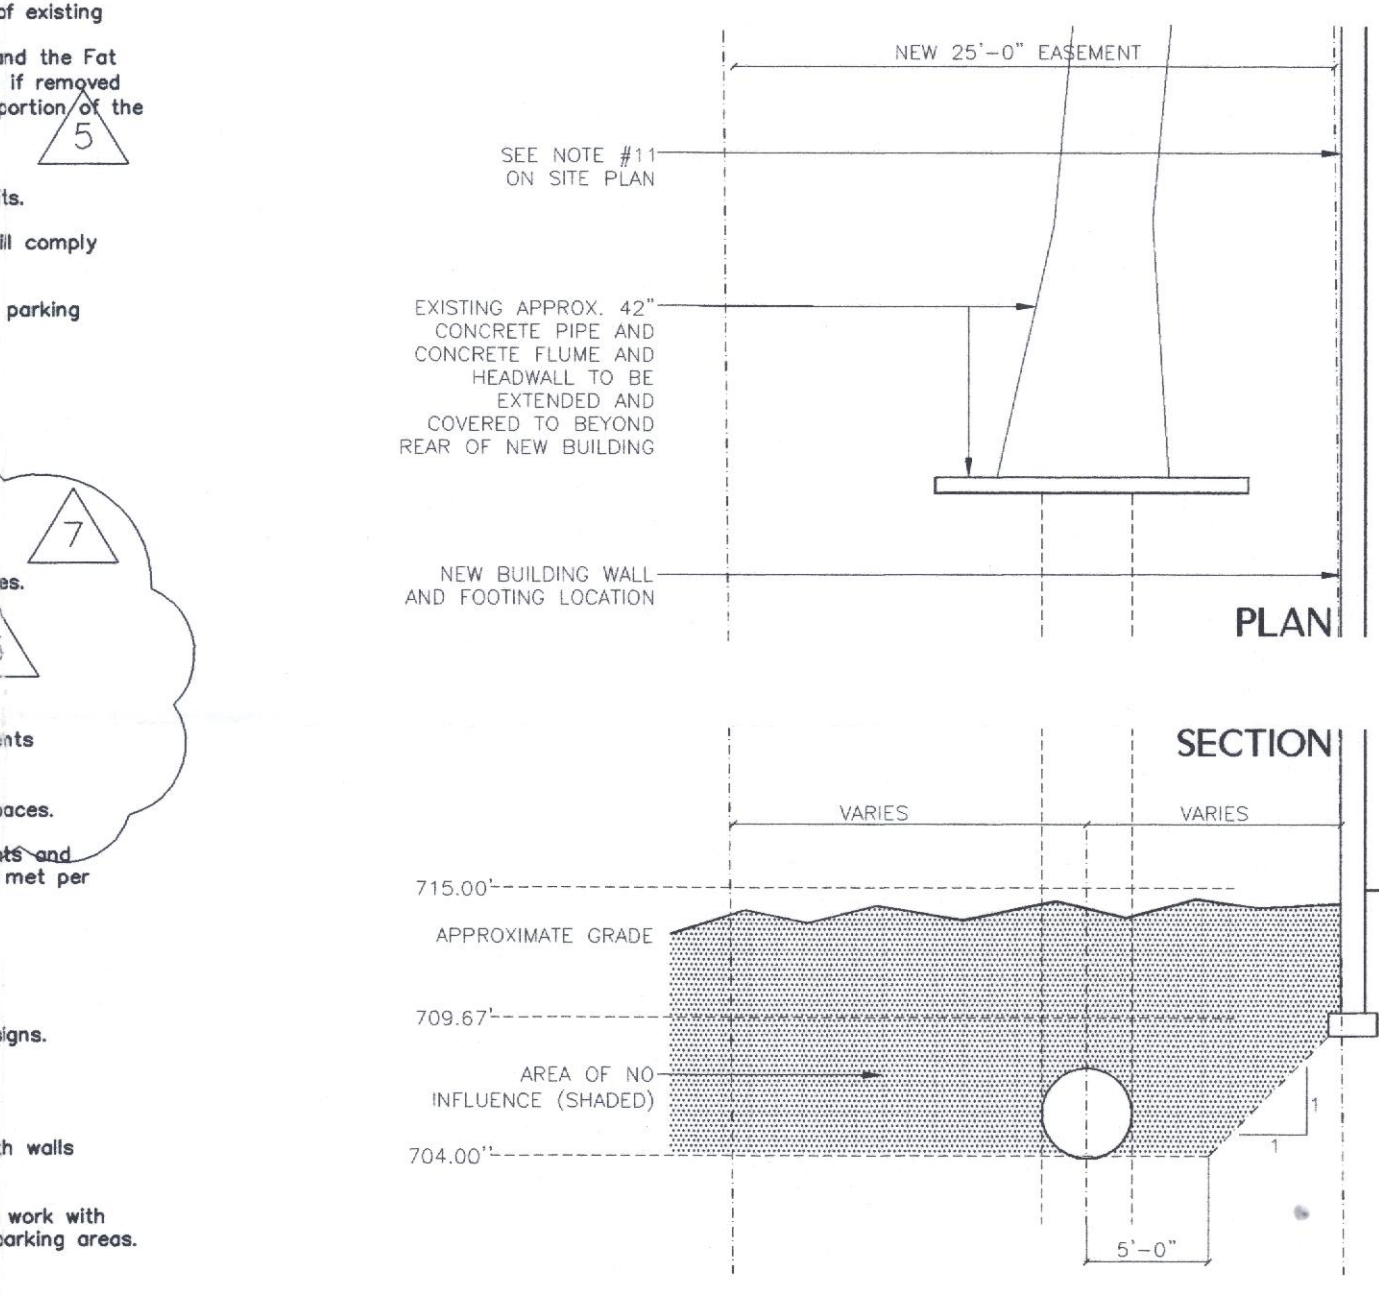 of existing
and the Fat
if removed
portion of the
5
its.
ill comply
parking
7
es.
ents
paces.
ts and
met per
signs.
th walls
work with
parking areas.
NEW 25'-0" EASEMENT
SEE NOTE #11
ON SITE PLAN
EXISTING APPROX. 42"
CONCRETE PIPE AND
CONCRETE FLUME AND
HEADWALL TO BE
EXTENDED AND
COVERED TO BEYOND
REAR OF NEW BUILDING
NEW BUILDING WALL
AND FOOTING LOCATION
PLAN
SECTION
VARIES VARIES
715.00'
APPROXIMATE GRADE
709.67'
AREA OF NO
INFLUENCE (SHADED)
1
1
704.00''
5'-0"